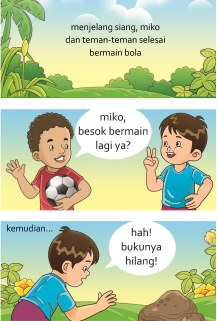 menjelang siang, miko
dan teman-teman selesai
bermain bola
miko,
besok bermain
lagi ya?
kemudian...
hah!
bukunya
hilang!